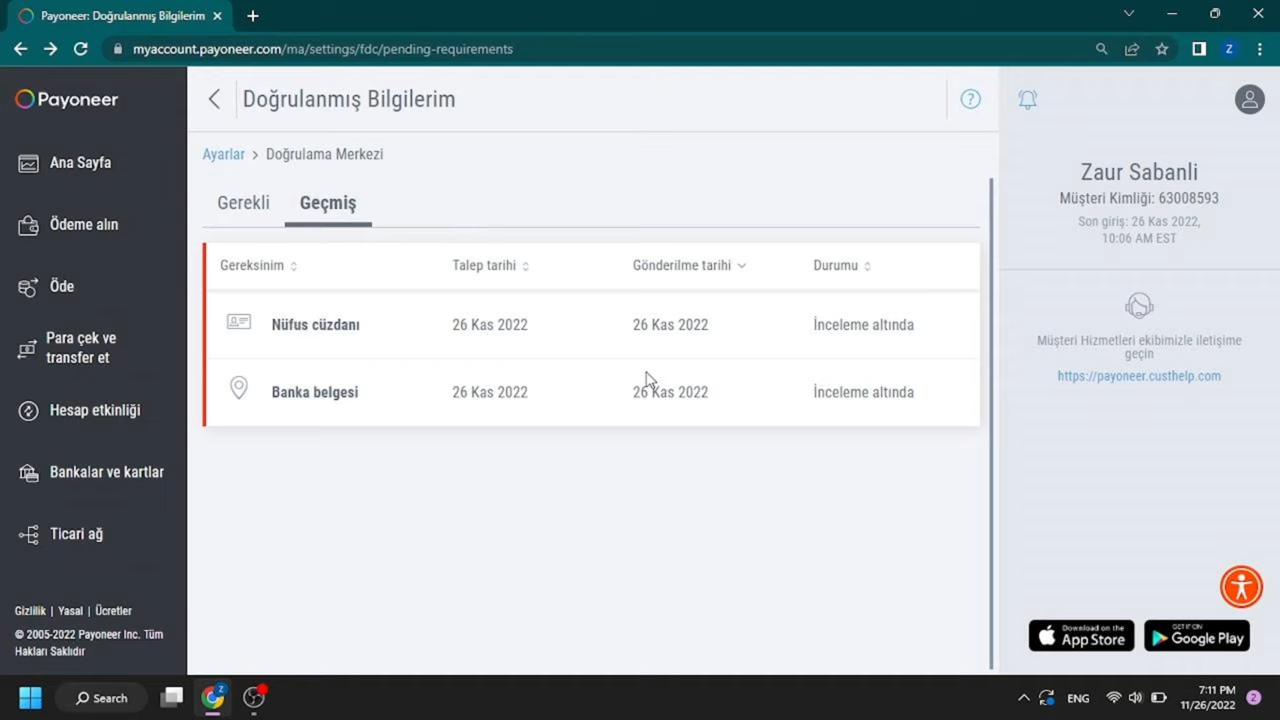 Payoneer: Doğrulanmış Bilgilerim
myaccount.payoneer.com/ma/settings/fdc/pending-requirements
Z
Payoneer
Ana Sayfa
Ödeme alın
Öde
Para çek ve
transfer et
Hesap etkinliği
Bankalar ve kartlar
Ticari ağ
Gizlilik | Yasal | Ücretler
© 2005-2022 Payoneer Inc. Tüm
Hakları Saklıdır
Doğrulanmış Bilgilerim
?
Ayarlar > Doğrulama Merkezi
Gerekli Geçmiş
Gereksinim Talep tarihi Gönderilme tarihi Durumu
Nüfus cüzdanı 26 Kas 2022 26 Kas 2022 İnceleme altında
Banka belgesi 26 Kas 2022 26 Kas 2022 İnceleme altında
Zaur Sabanli
Müşteri Kimliği: 63008593
Son giriş: 26 Kas 2022,
10:06 AM EST
Müşteri Hizmetleri ekibimizle iletişime
geçin
https://payoneer.custhelp.com
Download on the
App Store
GET IT ON
Google Play
Search
Z
ENG
7:11 PM
11/26/2022
2